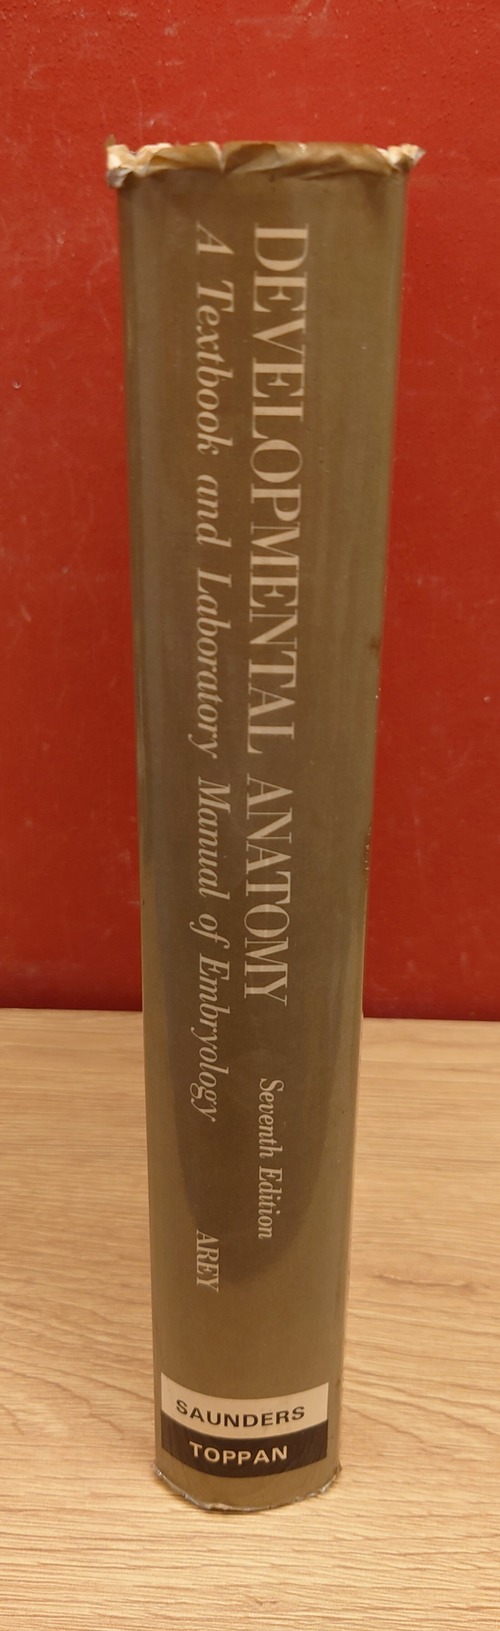 DEVELOPMENTAL ANATOMY Seventh Edition
A Textbook and Laboratory Manual of Embryology AREY
SAUNDERS
TOPPAN